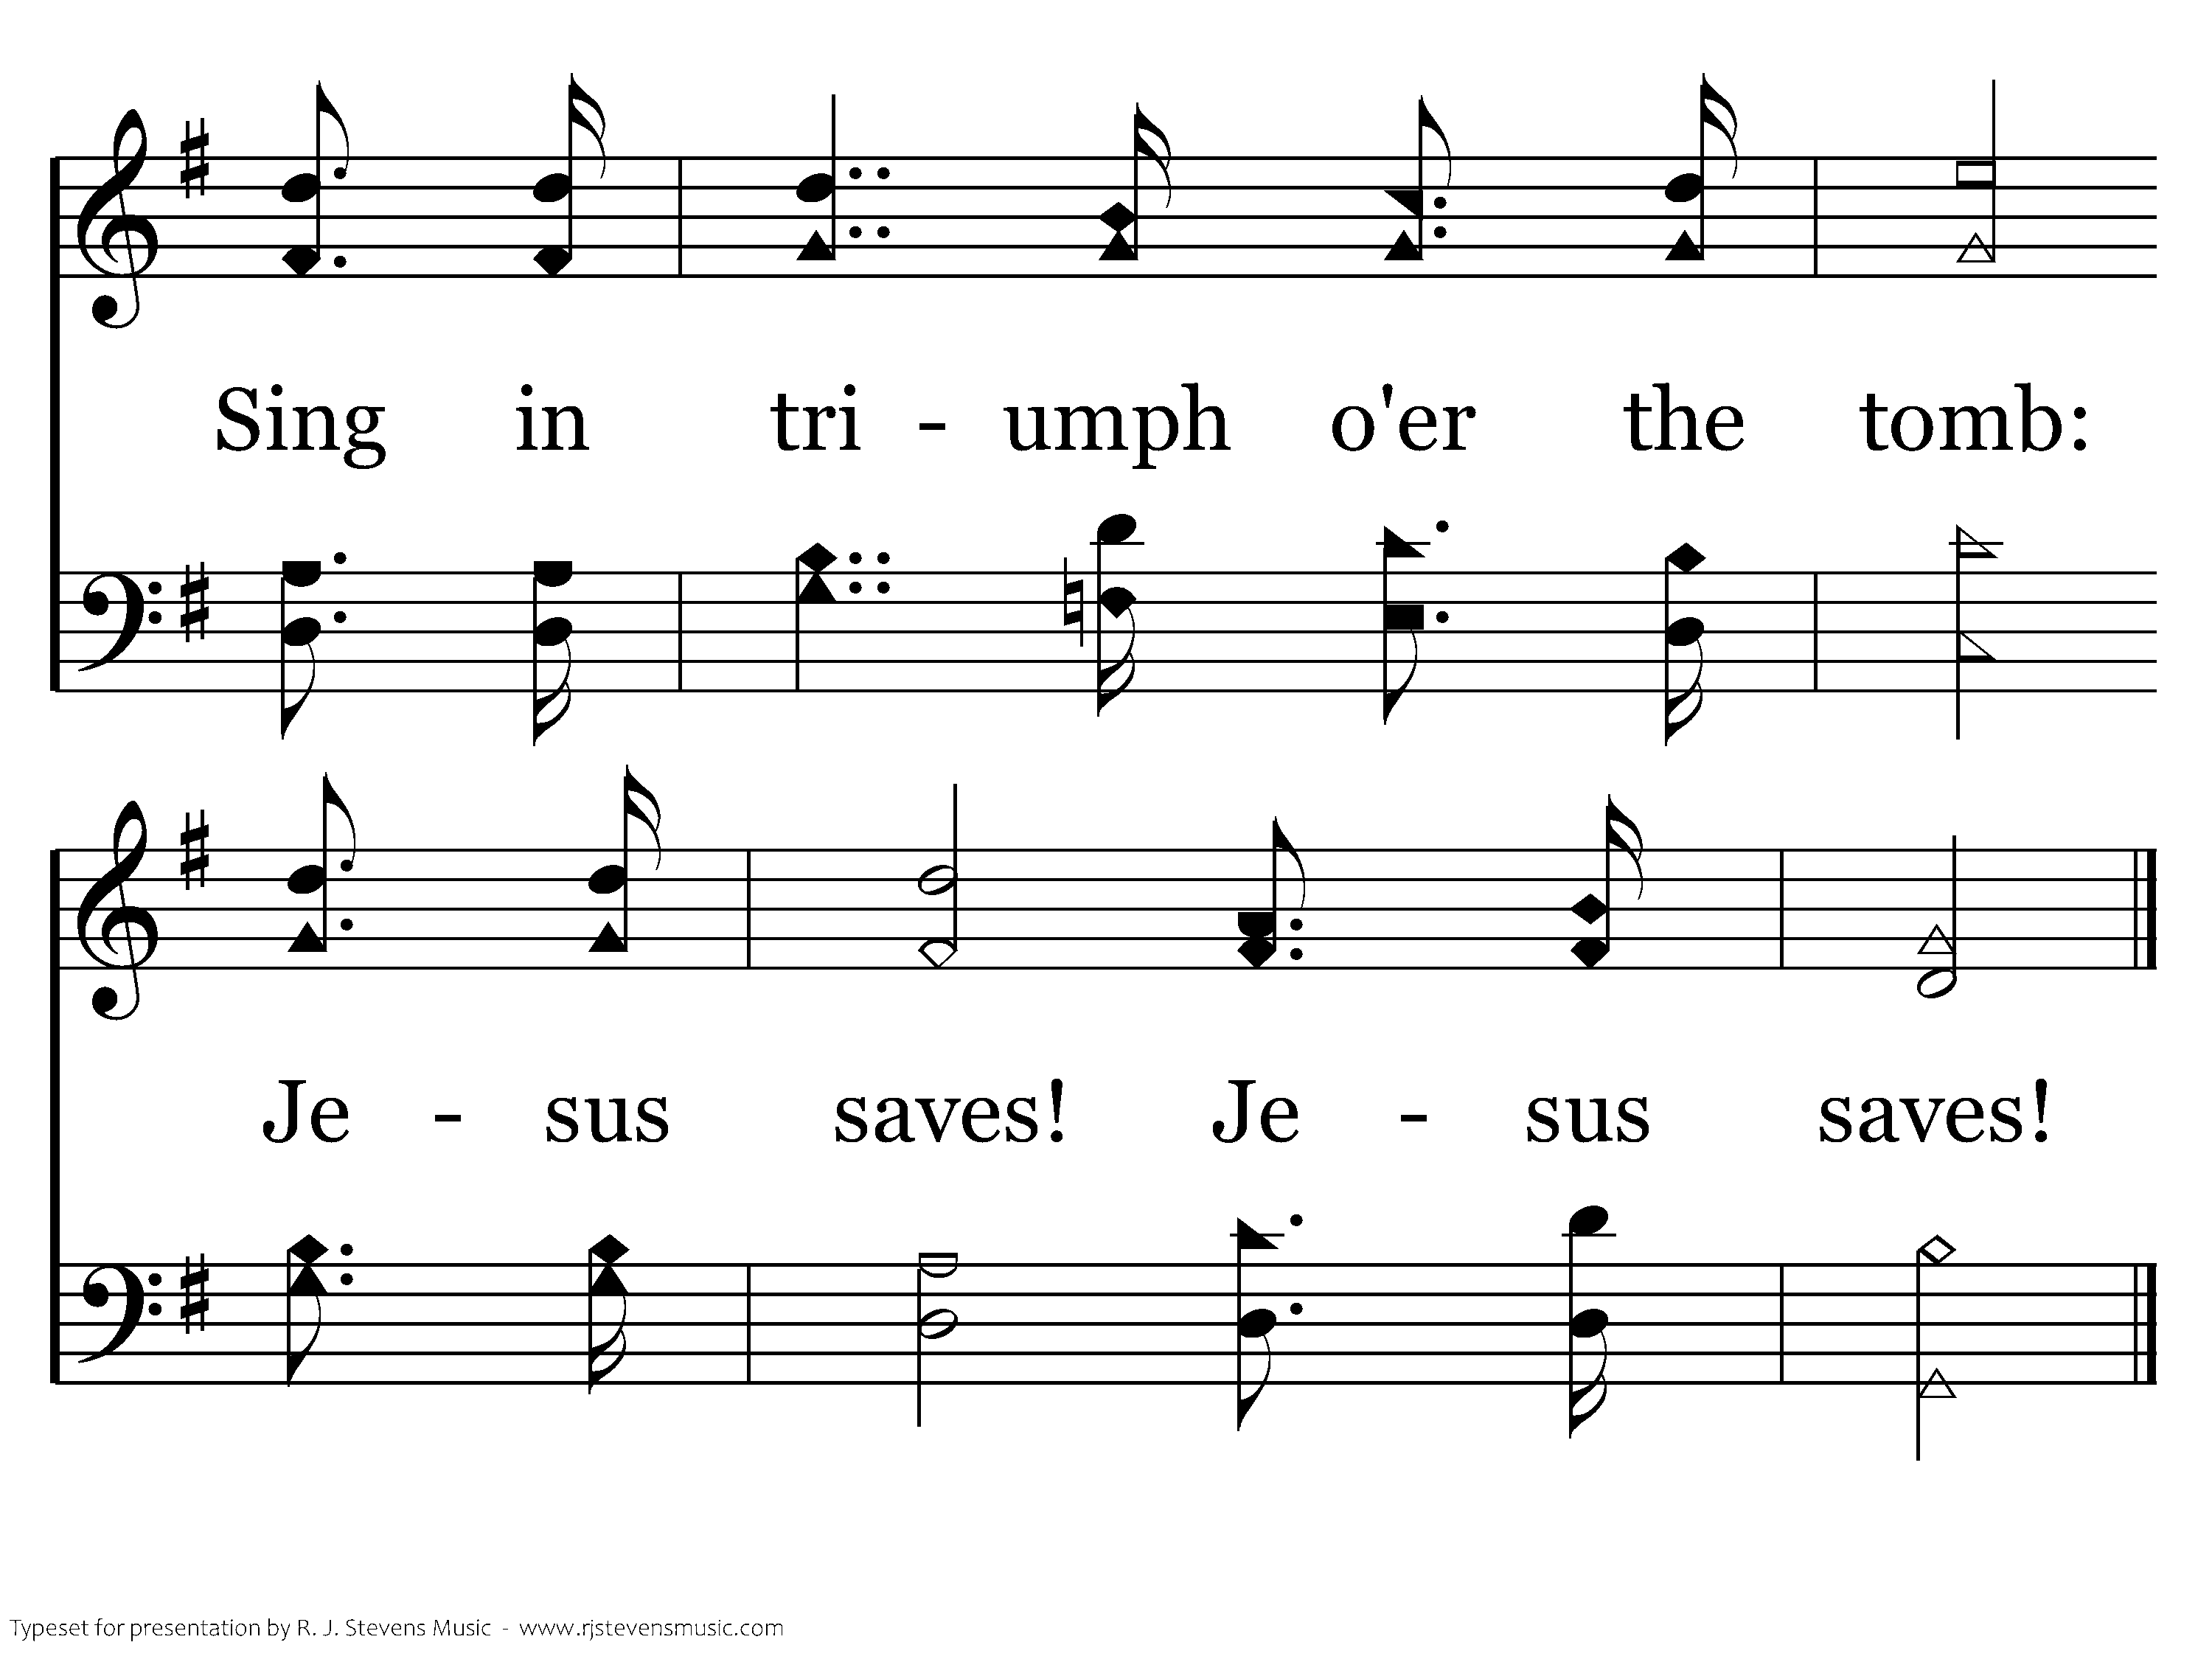 Sing in tri - umph o'er the tomb:
Je - sus saves! Je - sus saves!
Typeset for presentation by R. J. Stevens Music - www.rjstevensmusic.com